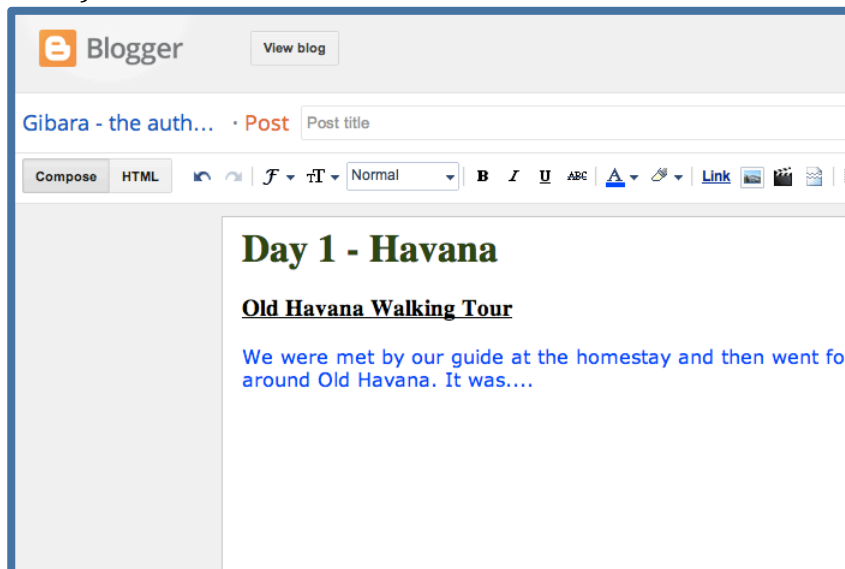 Blogger View blog
Gibara - the auth... · Post Post title
Compose HTML F T Normal B I U ABC A Link
Day 1 - Havana
Old Havana Walking Tour
We were met by our guide at the homestay and then went fo
around Old Havana. It was....